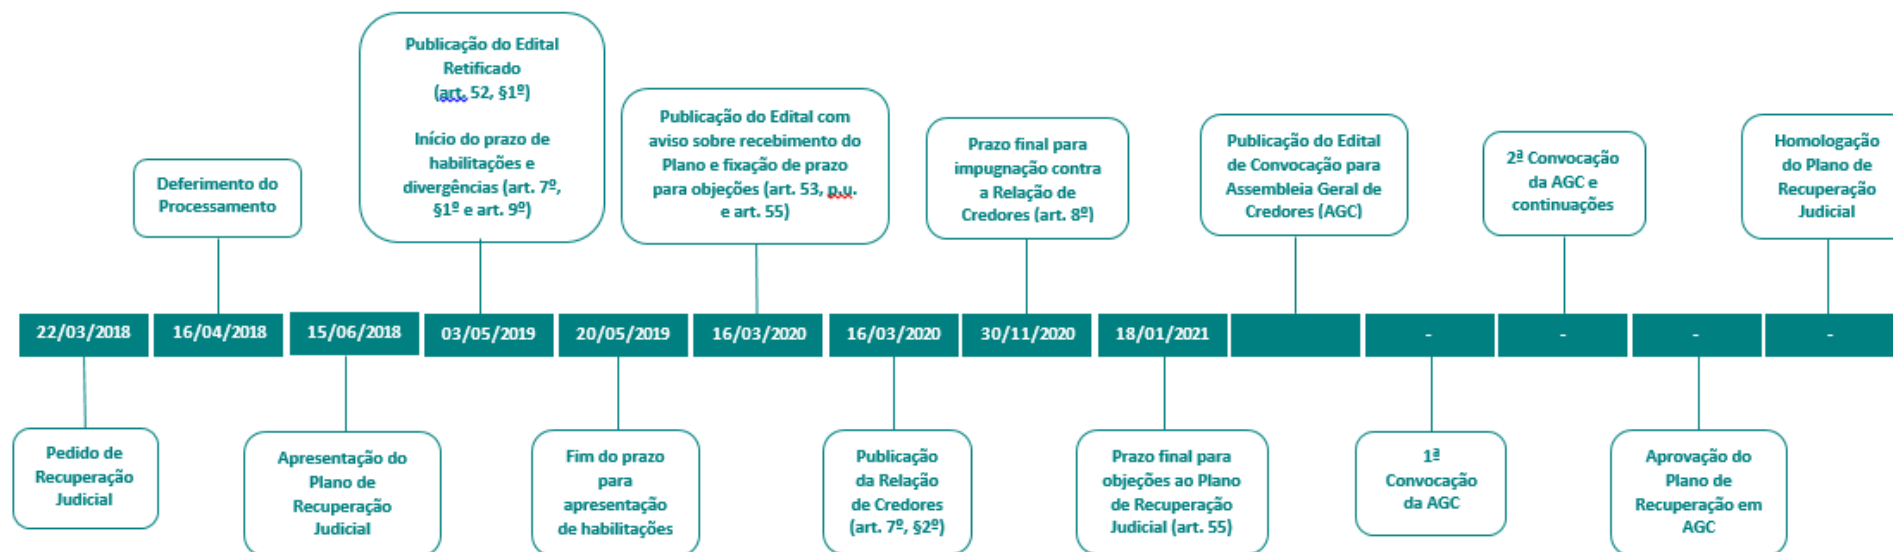 Publicação do Edital
Retificado
(art. 52, §1º)
Início do prazo de
habilitações e
divergências (art. 7º,
§1º e art. 9º)
Publicação do Edital com
aviso sobre recebimento do
Plano e fixação de prazo
para objeções (art. 53, p.u.
e art. 55)
Prazo final para
impugnação contra
a Relação de
Credores (art. 8º)
Publicação do Edital
de Convocação para
Assembleia Geral de
Credores (AGC)
2ª Convocação
da AGC e
continuações
Homologação
do Plano de
Recuperação
Judicial
Deferimento do
Processamento
22/03/2018
16/04/2018
15/06/2018
03/05/2019
20/05/2019
16/03/2020
16/03/2020
30/11/2020
18/01/2021
-
-
-
-
Pedido de
Recuperação
Judicial
Apresentação do
Plano de
Recuperação
Judicial
Fim do prazo
para
apresentação
de habilitações
Publicação
da Relação
de Credores
(art. 7º, §2º)
Prazo final para
objeções ao Plano
de Recuperação
Judicial (art. 55)
1ª
Convocação
da AGC
Aprovação do
Plano de
Recuperação em
AGC